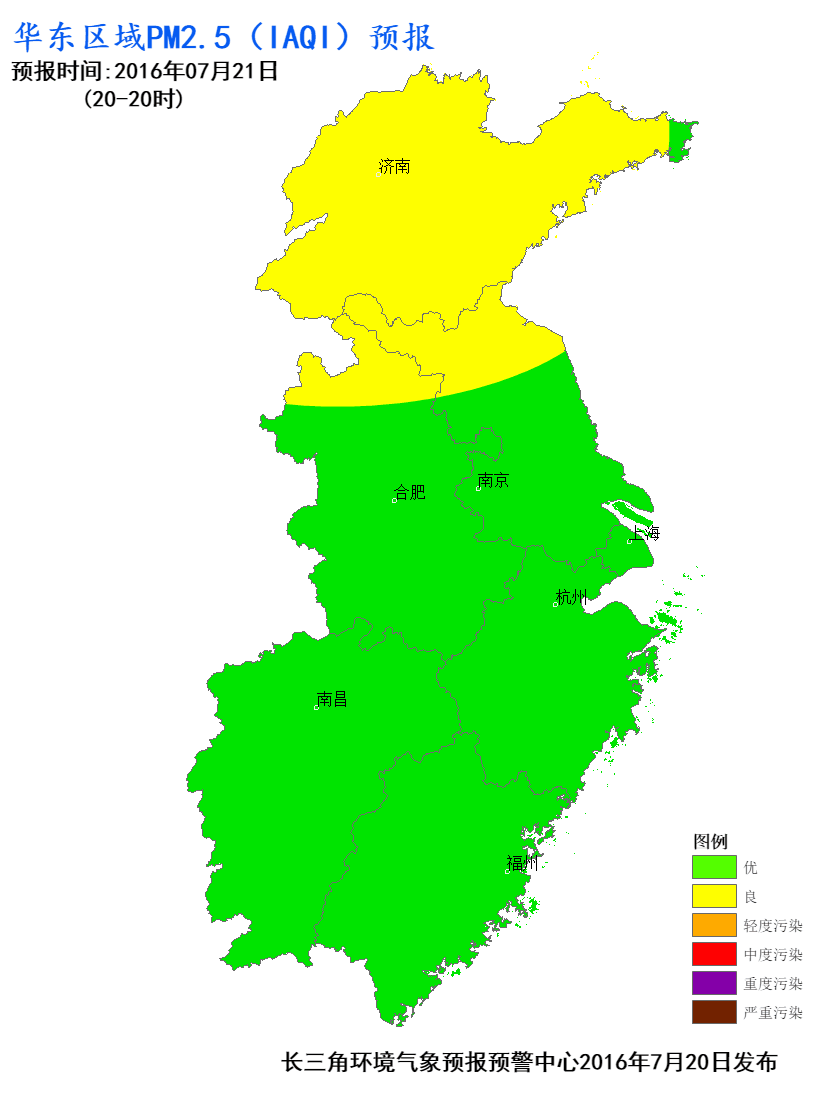 华东区域PM2.5（IAQI）预报
预报时间:2016年07月21日
(20-20时)
济南
南京
合肥
上海
杭州
南昌
福州
图例
优
良
轻度污染
中度污染
重度污染
严重污染
长三角环境气象预报预警中心2016年7月20日发布